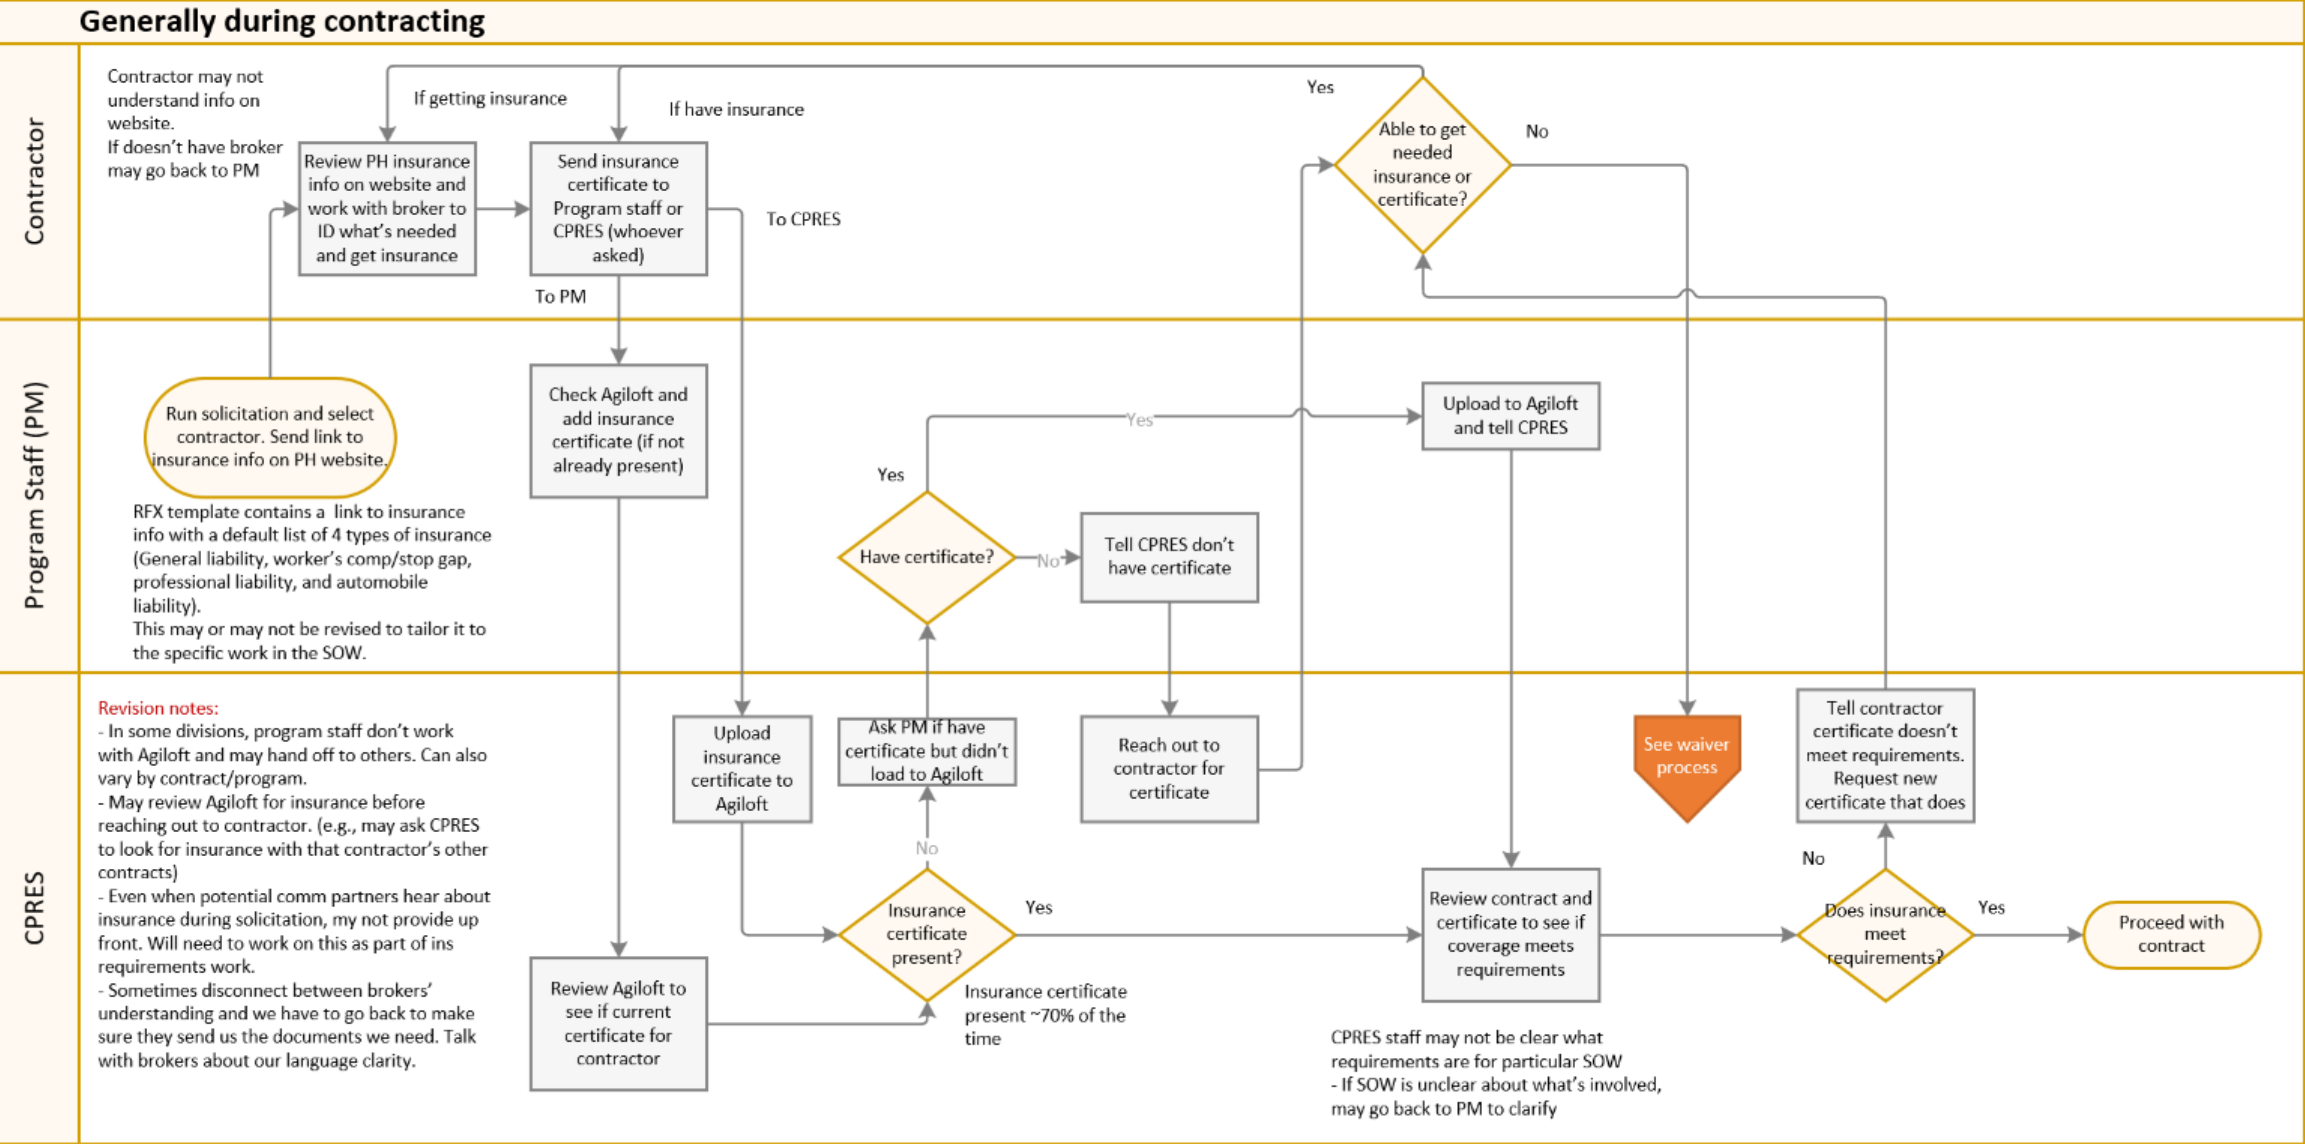 Generally during contracting
Contractor
Contractor may not
understand info on
website.
If doesn't have broker
may go back to PM
If getting insurance
If have insurance
Review PH insurance
info on website and
work with broker to
ID what's needed
and get insurance
Send insurance
certificate to
Program staff or
CPRES (whoever
asked)
To CPRES
To PM
Yes
Able to get
needed
insurance or
certificate?
No
Program Staff (PM)
Run solicitation and select
contractor. Send link to
insurance info on PH website.
RFX template contains a  link to insurance
info with a default list of 4 types of insurance
(General liability, worker's comp/stop gap,
professional liability, and automobile
liability).
This may or may not be revised to tailor it to
the specific work in the SOW.
Check Agiloft and
add insurance
certificate (if not
already present)
Yes
Have certificate?
Yes
No
Tell CPRES don't
have certificate
Upload to Agiloft
and tell CPRES
CPRES
Revision notes:
- In some divisions, program staff don't work
with Agiloft and may hand off to others. Can also
vary by contract/program.
- May review Agiloft for insurance before
reaching out to contractor. (e.g., may ask CPRES
to look for insurance with that contractor's other
contracts)
- Even when potential comm partners hear about
insurance during solicitation, my not provide up
front. Will need to work on this as part of ins
requirements work.
- Sometimes disconnect between brokers'
understanding and we have to go back to make
sure they send us the documents we need. Talk
with brokers about our language clarity.
Review Agiloft to
see if current
certificate for
contractor
Upload
insurance
certificate to
Agiloft
Ask PM if have
certificate but didn't
load to Agiloft
No
Insurance
certificate
present?
Yes
Insurance certificate
present ~70% of the
time
Reach out to
contractor for
certificate
Review contract and
certificate to see if
coverage meets
requirements
CPRES staff may not be clear what
requirements are for particular SOW
- If SOW is unclear about what's involved,
may go back to PM to clarify
See waiver
process
Tell contractor
certificate doesn't
meet requirements.
Request new
certificate that does
No
Does insurance
meet
requirements?
Yes
Proceed with
contract